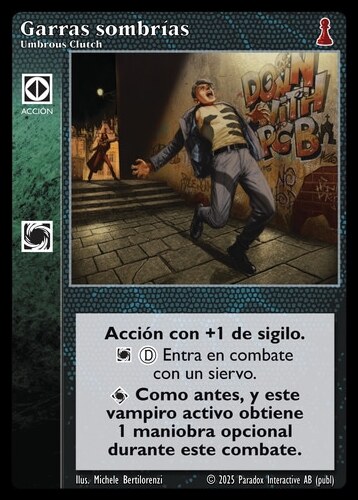 Garras sombrías
Umbrous Clutch
ACCIÓN
DOWN
WITH
PCB
Acción con +1 de sigilo.
D Entra en combate
con un siervo.
Como antes, y este
vampiro activo obtiene
1 maniobra opcional
durante este combate.
Ilus. Michele Bertilorenzi © 2025 Paradox Interactive AB (publ)